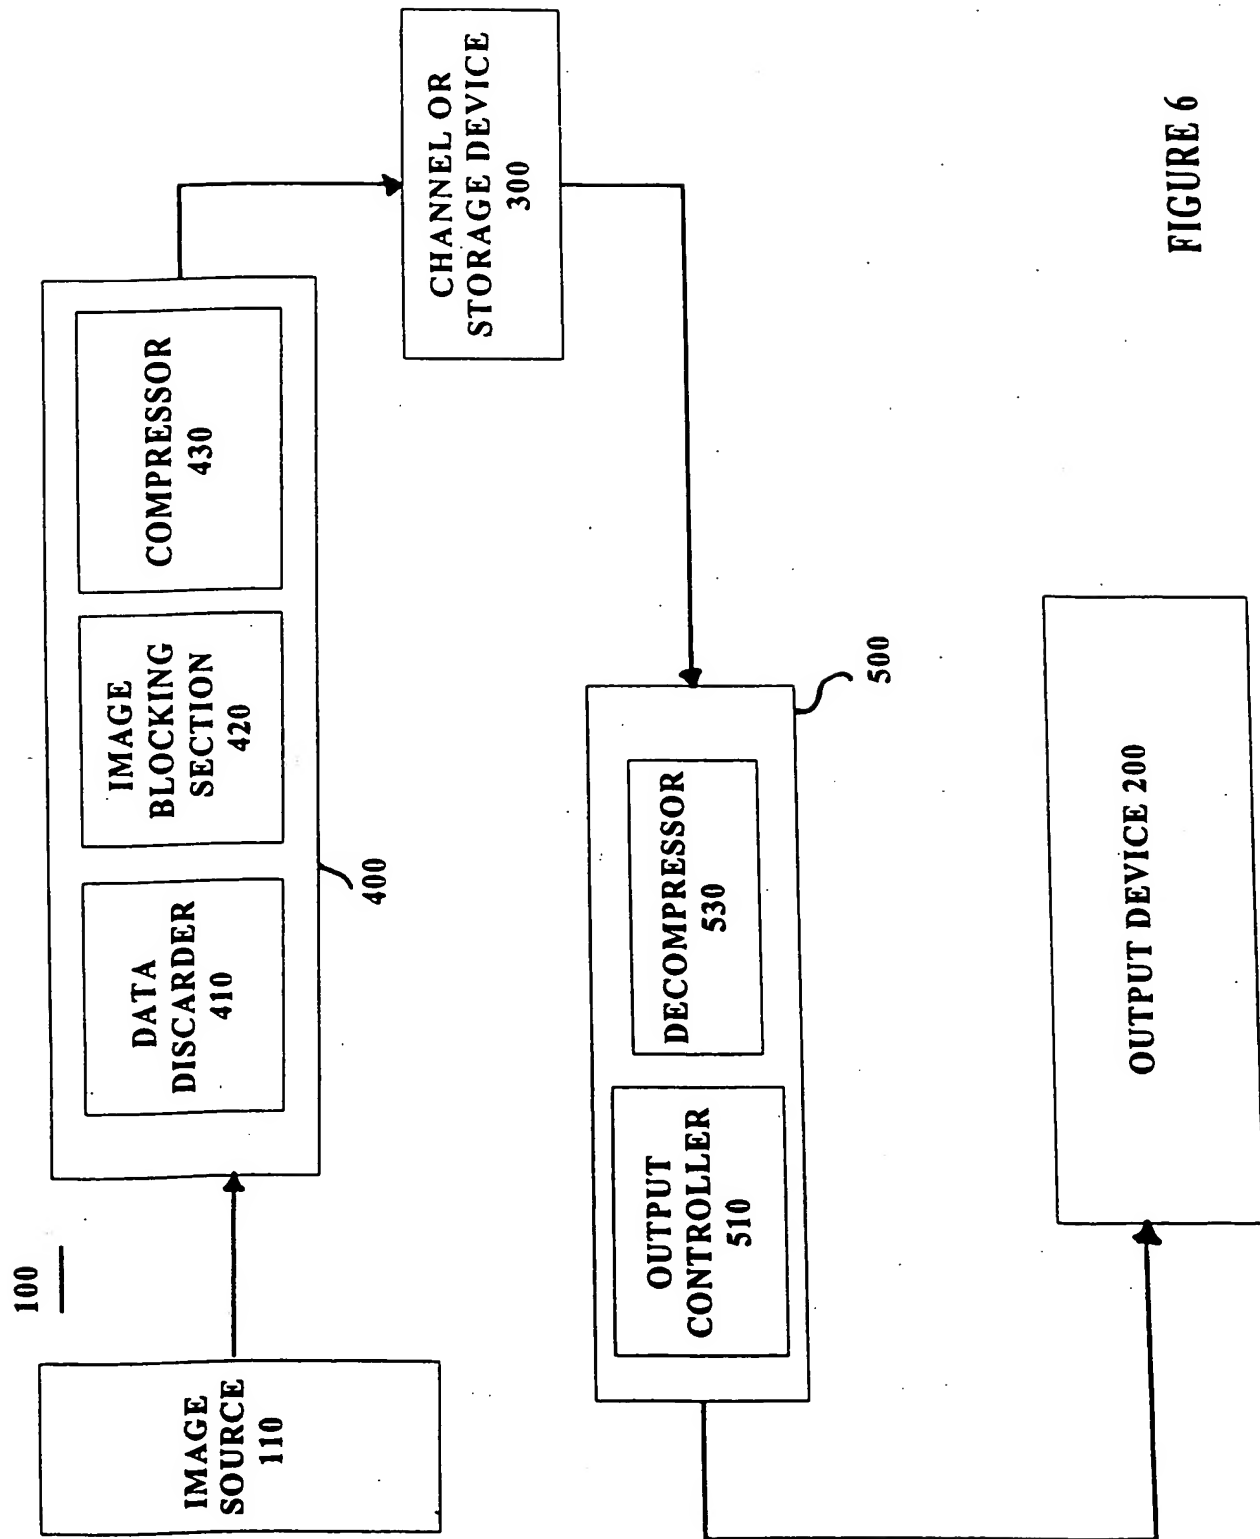 100
IMAGE
SOURCE
110
DATA
DISCARDER
410
IMAGE
BLOCKING
SECTION
420
COMPRESSOR
430
400
CHANNEL OR
STORAGE DEVICE
300
OUTPUT
CONTROLLER
510
DECOMPRESSOR
530
500
OUTPUT DEVICE 200
FIGURE 6